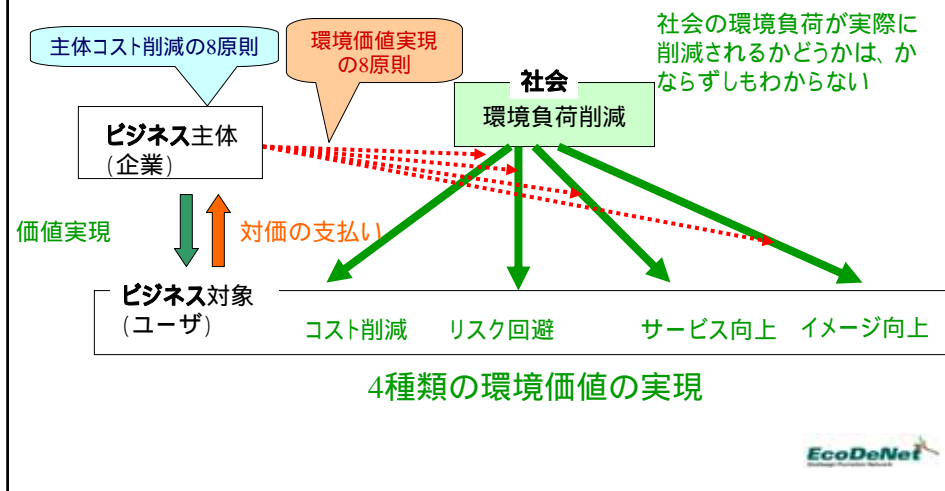 主体コスト削減の8原則
環境価値実現
の8原則
社会の環境負荷が実際に
削減されるかどうかは、か
ならずしもわからない
社会
環境負荷削減
ビジネス主体
(企業)
価値実現
対価の支払い
ビジネス対象
(ユーザ)
コスト削減
リスク回避
サービス向上
イメージ向上
4種類の環境価値の実現
EcoDeNet